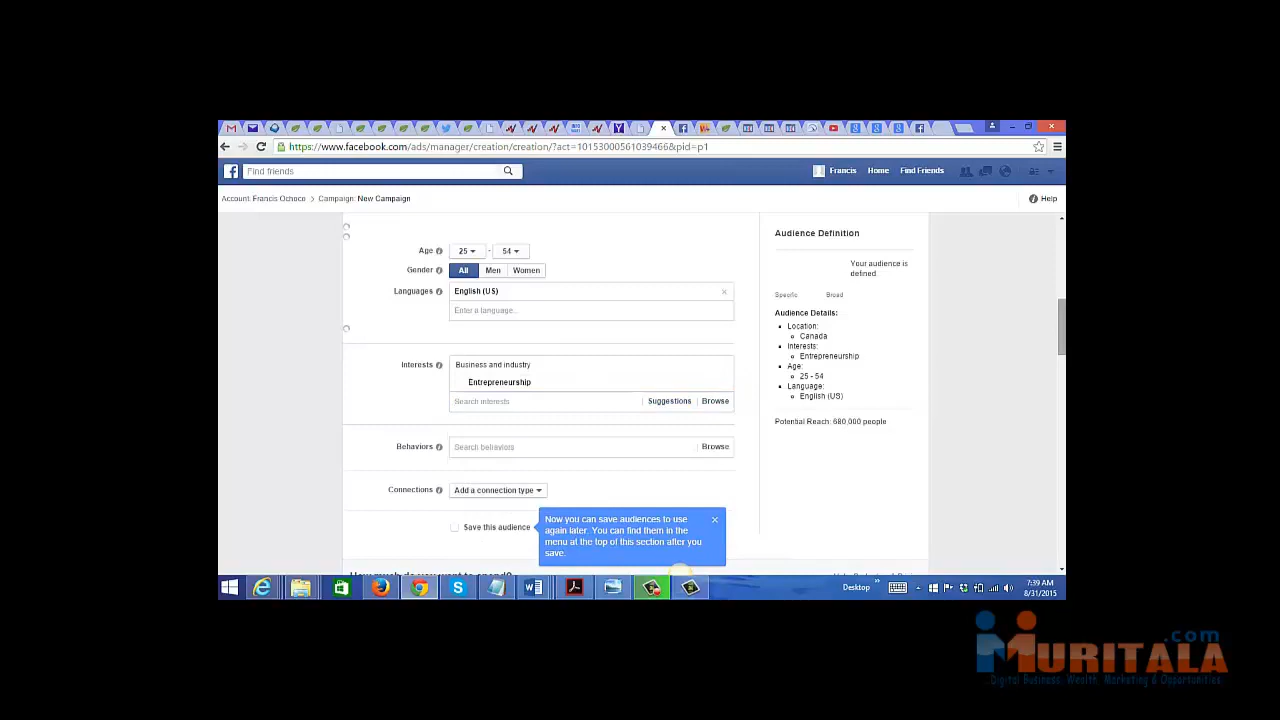 https://www.facebook.com/ads/manager/creation/creation/?act=10153000561039466&pid=p1
Find friends
Francis Home Find Friends
Account: Francis Ochoco > Campaign: New Campaign
Help
Age 25 - 54
Gender All Men Women
Languages English (US)
Enter a language...
Interests Business and industry
Entrepreneurship
Search interests Suggestions Browse
Behaviors Search behaviors Browse
Connections Add a connection type
Save this audience
Now you can save audiences to use
again later. You can find them in the
menu at the top of this section after you
save.
Audience Definition
Your audience is
defined.
Specific Broad
Audience Details:
Location:
Canada
Interests:
Entrepreneurship
Age:
25 - 54
Language:
English (US)
Potential Reach: 680,000 people
Desktop
7:39 AM
8/31/2015
.com
MURITALA
Digital Business, Wealth, Marketing & Opportunities